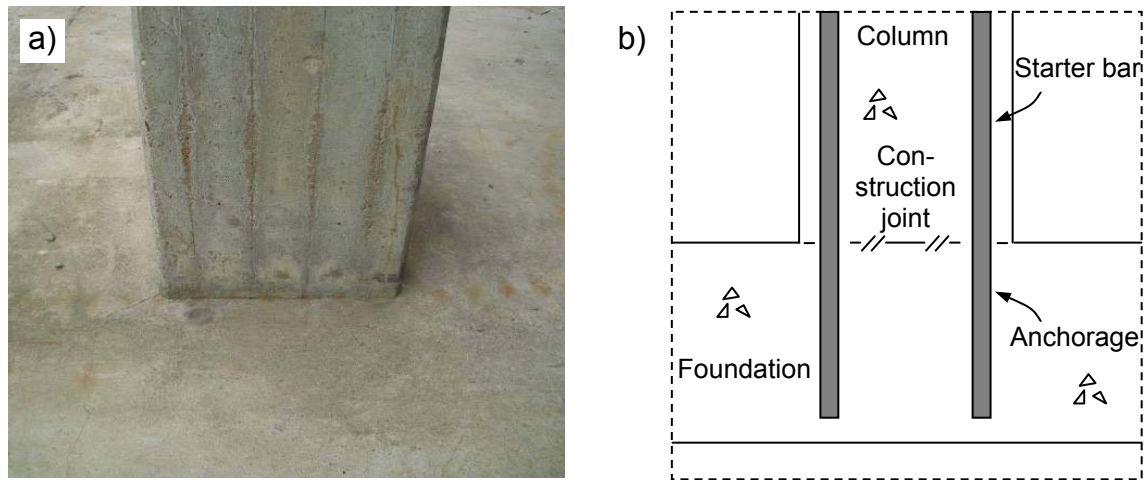 a)
b)
Column
Starter bar
Con-
struction
joint
Anchorage
Foundation